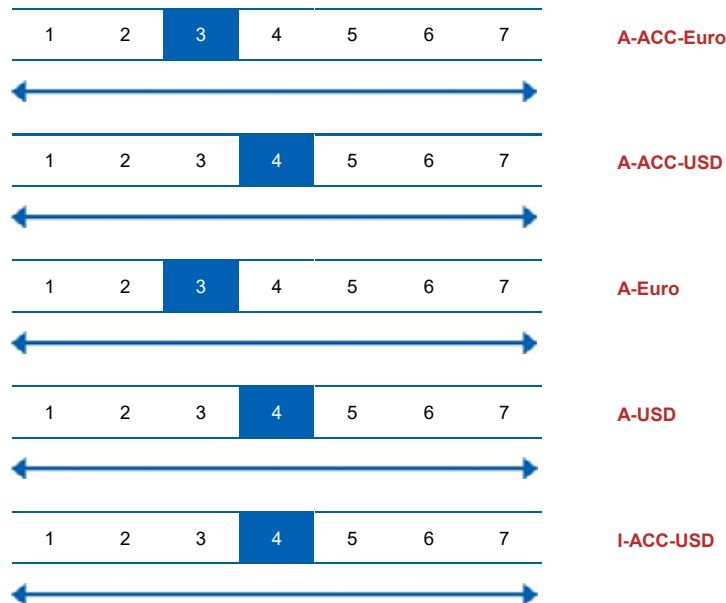 1 2 3 4 5 6 7 A-ACC-Euro
1 2 3 4 5 6 7 A-ACC-USD
1 2 3 4 5 6 7 A-Euro
1 2 3 4 5 6 7 A-USD
1 2 3 4 5 6 7 I-ACC-USD